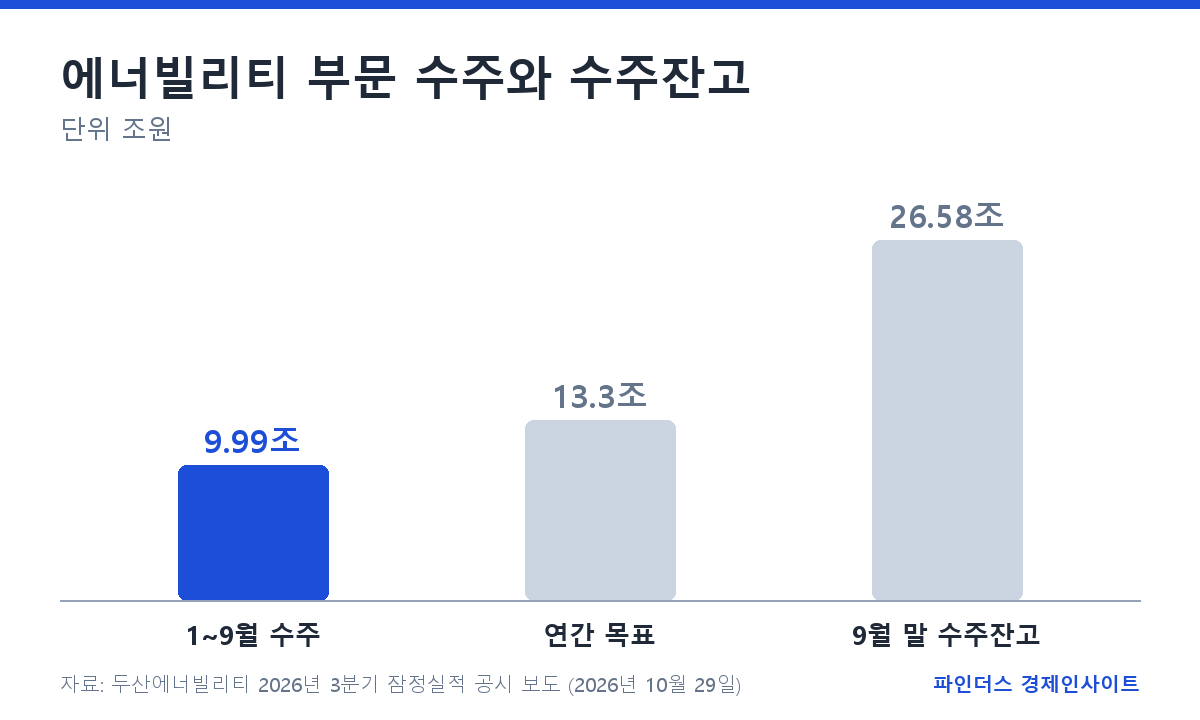 에너빌리티 부문 수주와 수주잔고
단위 조원
26.58조
13.3조
9.99조
1~9월 수주
연간 목표
9월 말 수주잔고
자료: 두산에너빌리티 2026년 3분기 잠정실적 공시 보도 (2026년 10월 29일)
파인더스 경제인사이트